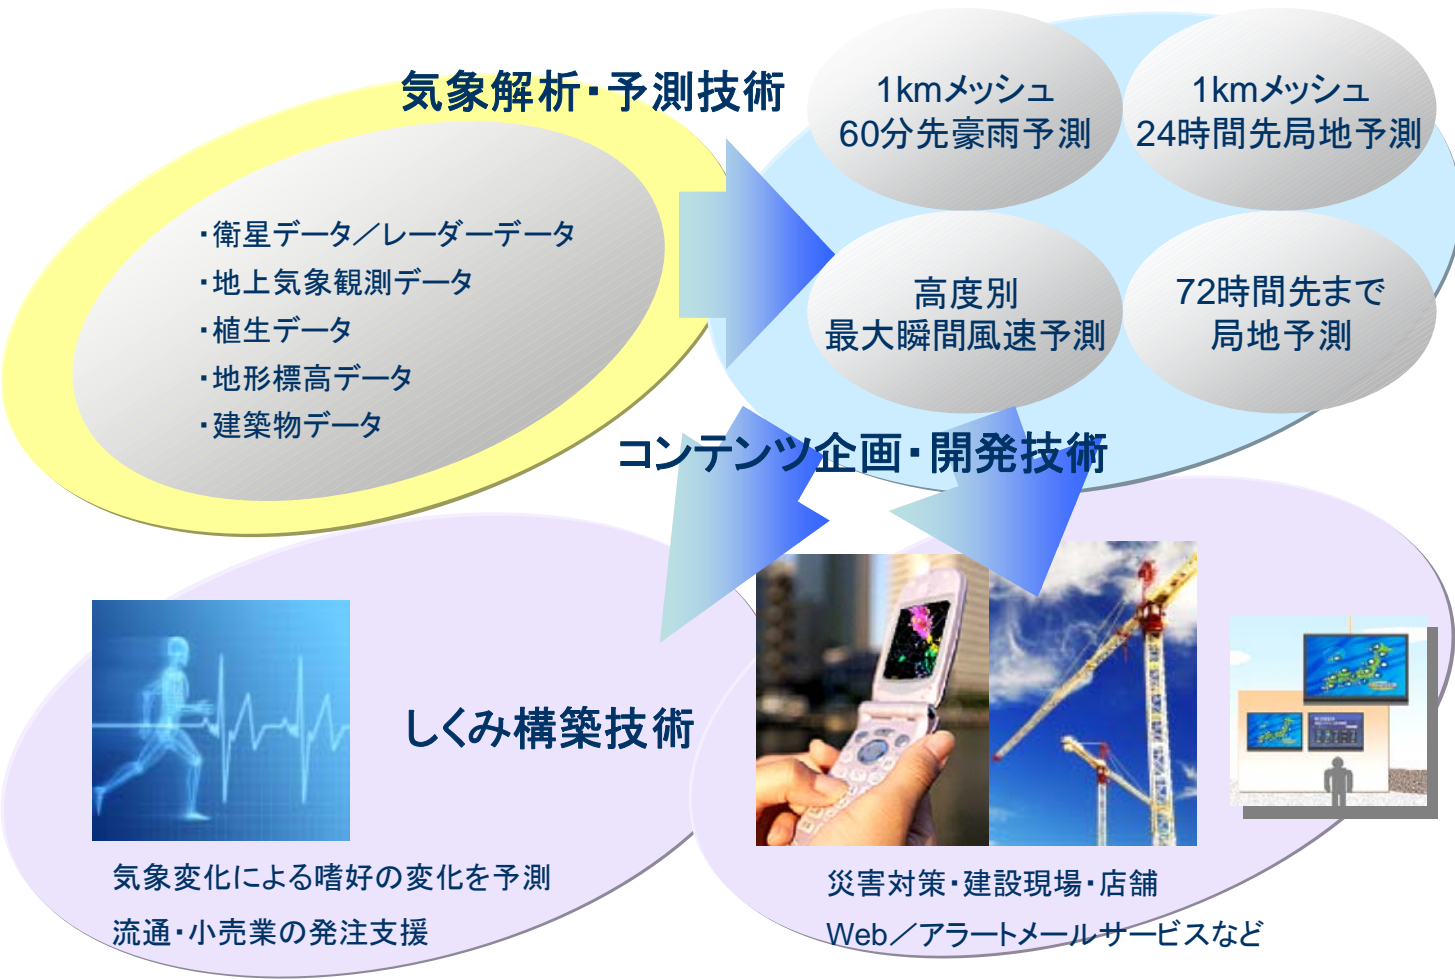 気象解析・予測技術
・衛星データ／レーダーデータ
・地上気象観測データ
・植生データ
・地形標高データ
・建築物データ
1kmメッシュ
60分先豪雨予測
1kmメッシュ
24時間先局地予測
高度別
最大瞬間風速予測
72時間先まで
局地予測
コンテンツ企画・開発技術
しくみ構築技術
気象変化による嗜好の変化を予測
流通・小売業の発注支援
災害対策・建設現場・店舗
Web／アラートメールサービスなど